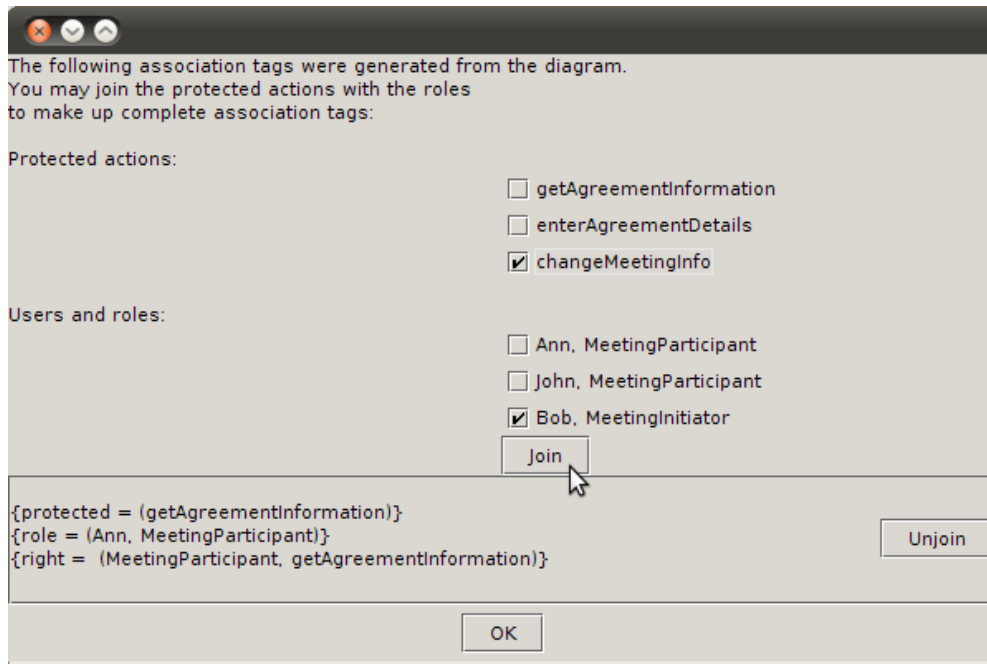 The following association tags were generated from the diagram.
You may join the protected actions with the roles
to make up complete association tags:
Protected actions:
getAgreementInformation
enterAgreementDetails
changeMeetingInfo
Users and roles:
Ann, MeetingParticipant
John, MeetingParticipant
Bob, MeetingInitiator
Join
{protected = (getAgreementInformation)}
{role = (Ann, MeetingParticipant)}
{right =  (MeetingParticipant, getAgreementInformation)}
Unjoin
OK